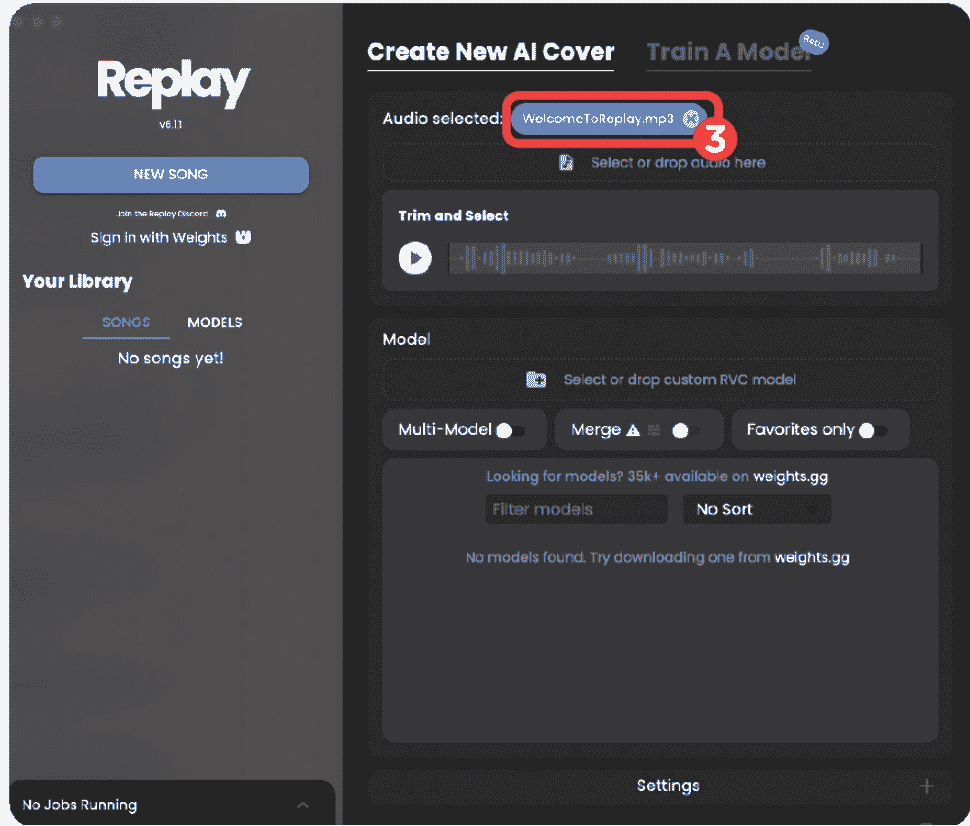 Replay
v6.1.1
NEW SONG
Join the Replay Discord
Sign in with Weights
Your Library
SONGS
MODELS
No songs yet!
No Jobs Running
Create New AI Cover
Train A Model
Beta
Audio selected:
WelcomeToReplay.mp3
3
Select or drop audio here
Trim and Select
Model
Select or drop custom RVC model
Multi-Model
Merge
Favorites only
Looking for models? 35k+ available on weights.gg
Filter models
No Sort
No models found. Try downloading one from weights.gg
Settings